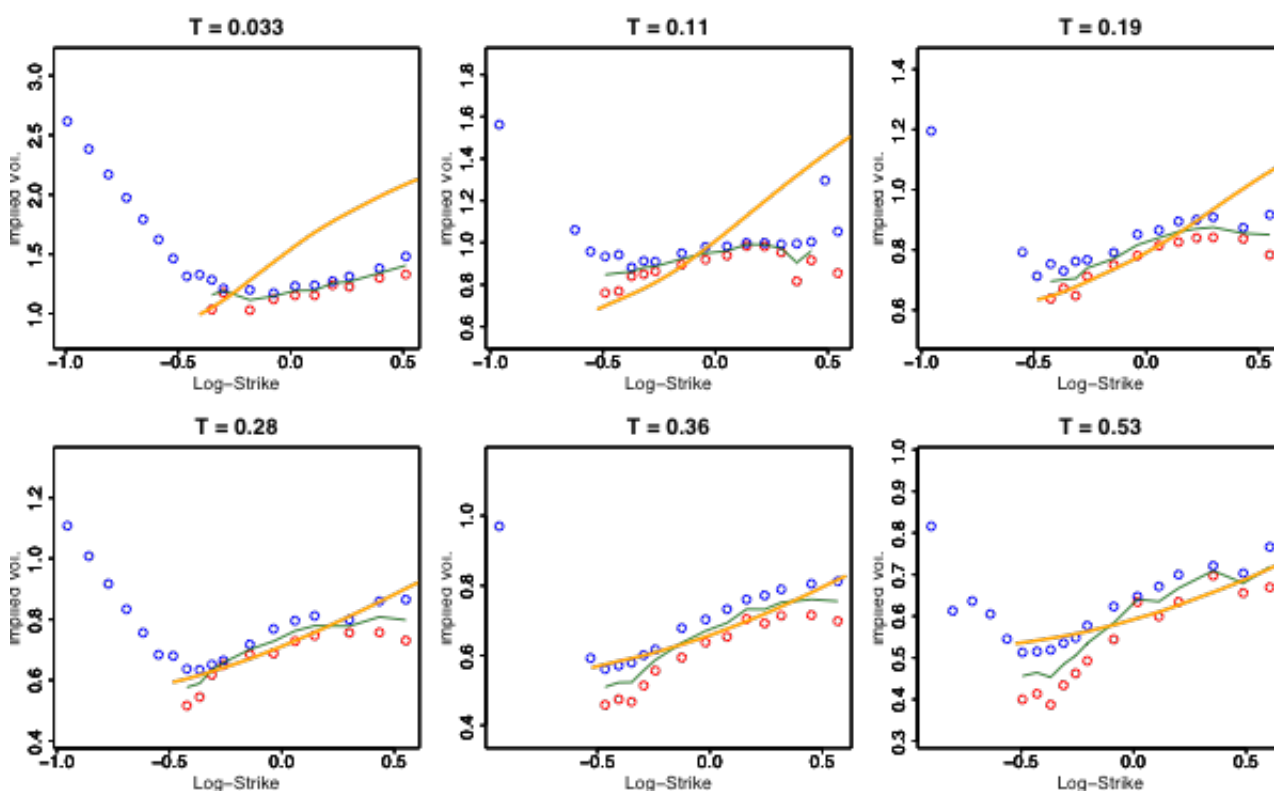 T = 0.033
T = 0.11
T = 0.19
3.0
2.5
2.0
1.5
1.0
Implied Vol.
−1.0 −0.5 0.0 0.5
Log−Strike
1.8
1.6
1.4
1.2
1.0
0.8
0.6
Implied Vol.
−1.0 −0.5 0.0 0.5
Log−Strike
1.4
1.2
1.0
0.8
0.6
Implied Vol.
−1.0 −0.5 0.0 0.5
Log−Strike
T = 0.28
T = 0.36
T = 0.53
1.2
1.0
0.8
0.6
0.4
Implied Vol.
−1.0 −0.5 0.0 0.5
Log−Strike
1.0
0.8
0.6
0.4
Implied Vol.
−0.5 0.0 0.5
Log−Strike
1.0
0.9
0.8
0.7
0.6
0.5
0.4
0.3
Implied Vol.
−0.5 0.0 0.5
Log−Strike